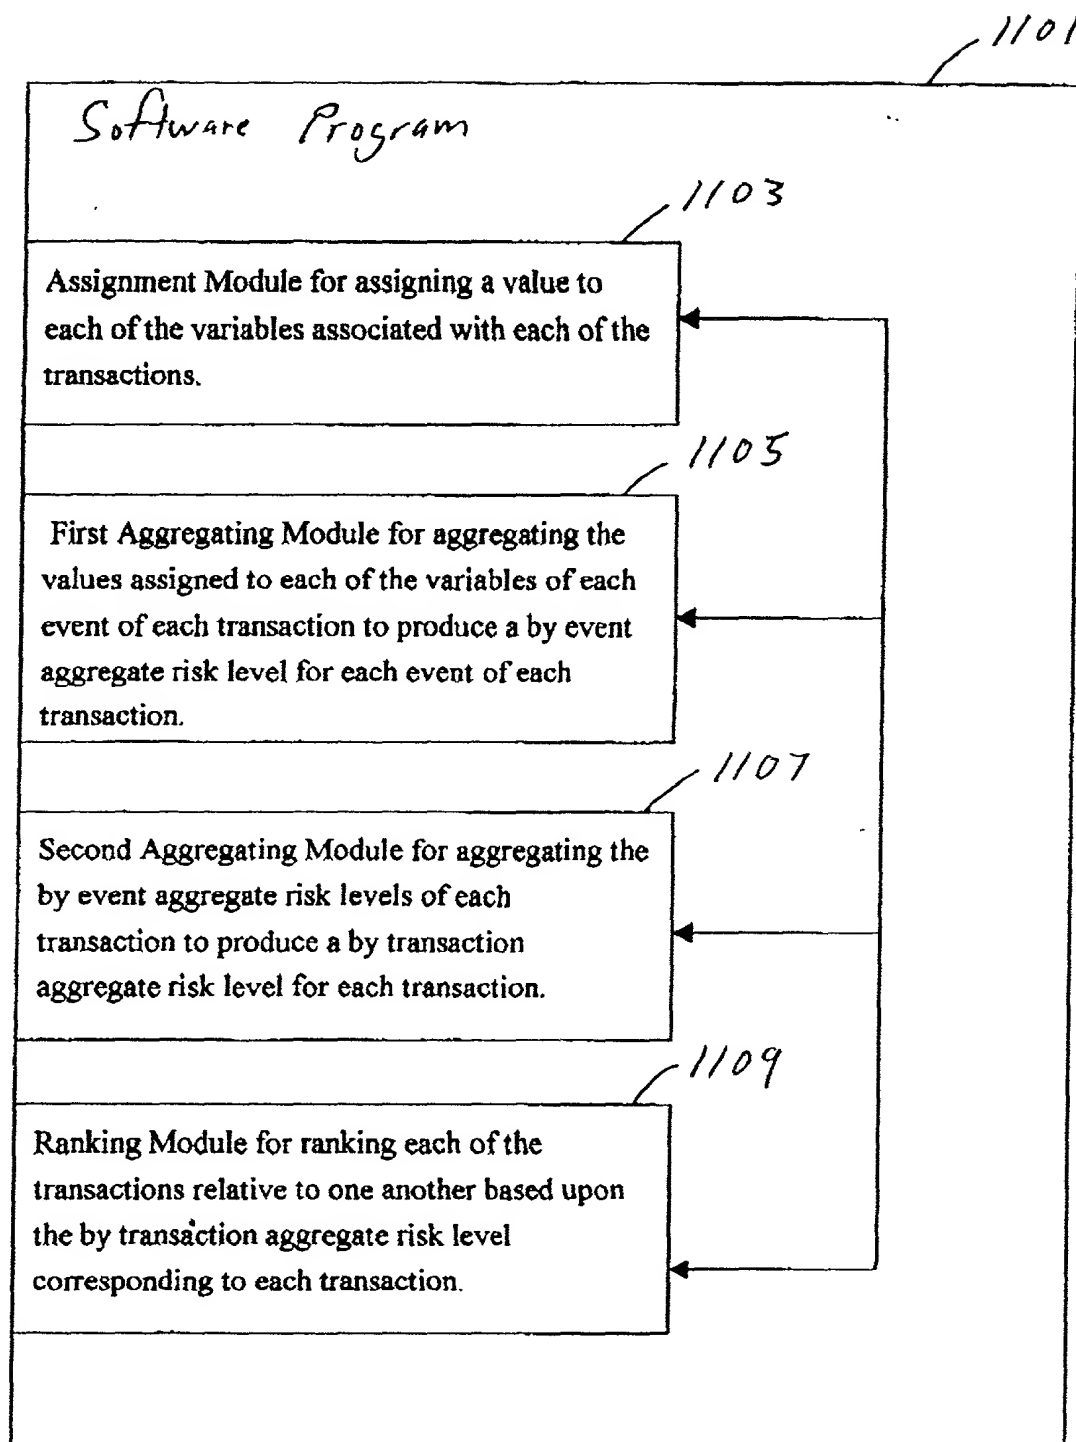 1101
Software Program
1103
Assignment Module for assigning a value to
each of the variables associated with each of the
transactions.
1105
First Aggregating Module for aggregating the
values assigned to each of the variables of each
event of each transaction to produce a by event
aggregate risk level for each event of each
transaction.
1107
Second Aggregating Module for aggregating the
by event aggregate risk levels of each
transaction to produce a by transaction
aggregate risk level for each transaction.
1109
Ranking Module for ranking each of the
transactions relative to one another based upon
the by transaction aggregate risk level
corresponding to each transaction.